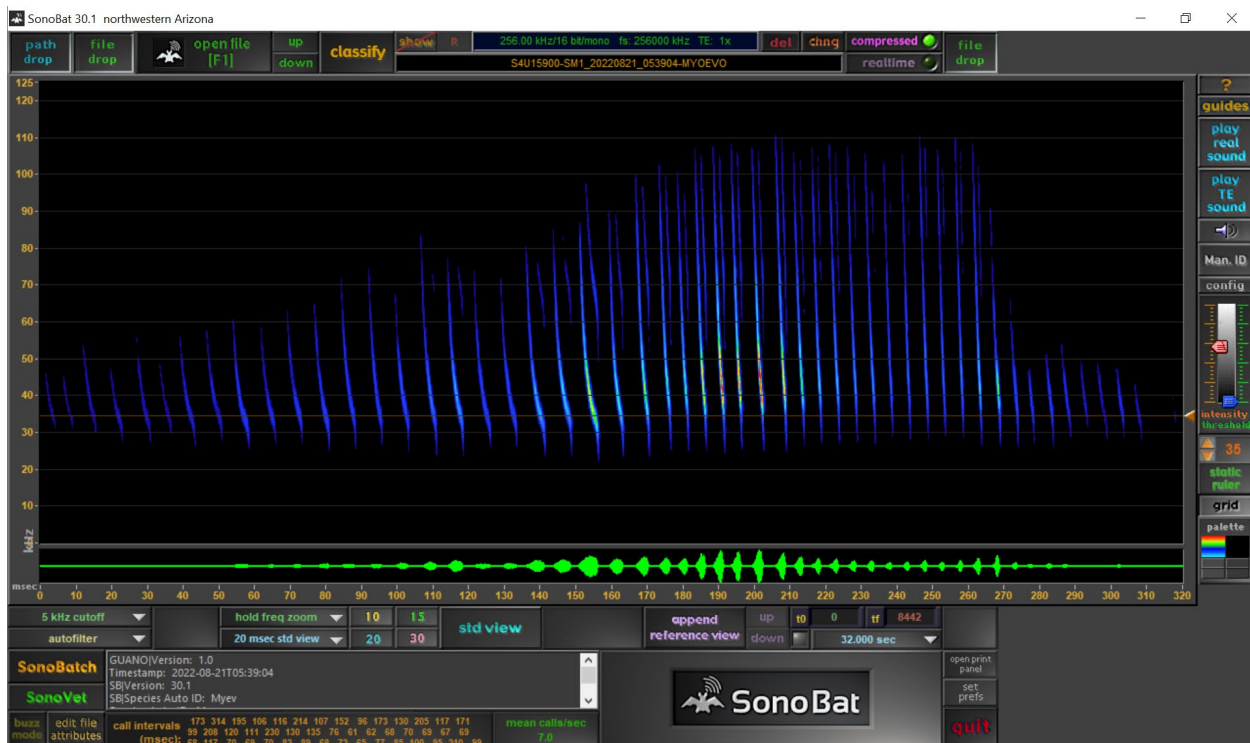 SonoBat 30.1 northwestern Arizona
path drop
file drop
open file [F1]
up
down
classify
show
R
256.00 kHz/16 bit/mono fs: 256000 kHz TE: 1x
del
chng
compressed
file drop
S4U15900-SM1_20220821_053904-MYOEVO
realtime
125
120
110
100
90
80
70
60
50
40
30
20
10
kHz
?
guides
play real sound
play TE sound
Man. ID
config
intensity
threshold
35
static ruler
grid
palette
msec
0 10 20 30 40 50 60 70 80 90 100 110 120 130 140 150 160 170 180 190 200 210 220 230 240 250 260 270 280 290 300 310 320
5 kHz cutoff
hold freq zoom
10
15
std view
append reference view
up
t0
0
tf
8442
autofilter
20 msec std view
20
30
down
32.000 sec
SonoBatch
GUANO|Version: 1.0
Timestamp: 2022-08-21T05:39:04
SB|Version: 30.1
SB|Species Auto ID: Myev
SonoVet
SonoBat
open print panel
set prefs
buzz mode
edit file attributes
call intervals (msec):
173 314 195 106 116 214 107 152 96 173 130 205 117 171
99 208 120 111 230 130 135 76 61 62 68 70 69 67 69
mean calls/sec
7.0
quit